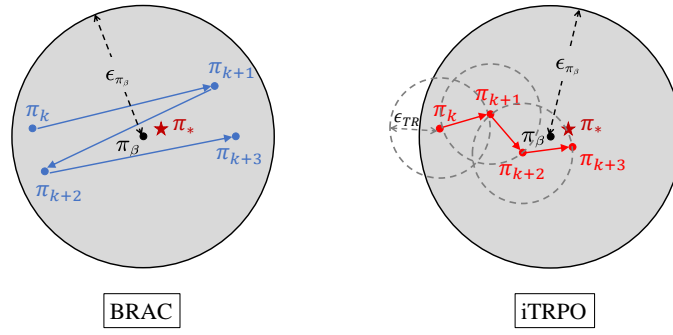 ϵ_{π_β}
π_k
π_{k+1}
π_*
π_β
π_{k+2}
π_{k+3}
BRAC
ϵ_{π_β}
ϵ_{TR}
π_k
π_{k+1}
π_*
π_β
π_{k+2}
π_{k+3}
iTRPO